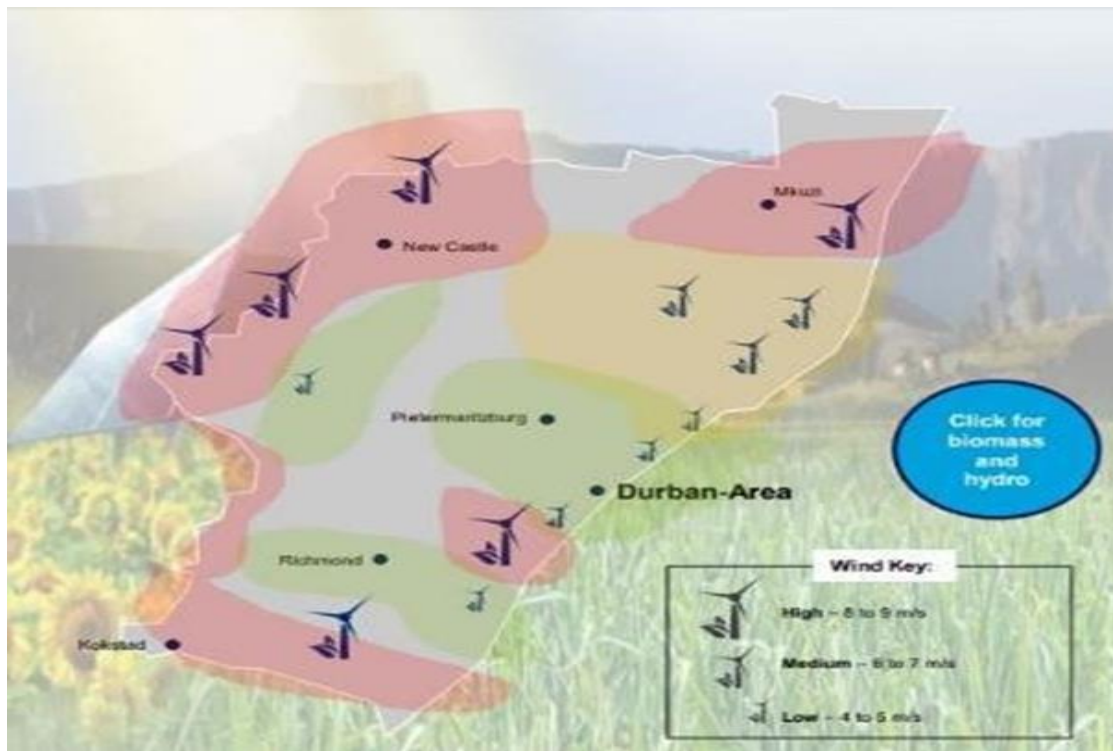 Mkuzi
New Castle
Pietermaritzburg
Durban-Area
Richmond
Kokstad
Click for
biomass
and
hydro
Wind Key:
High – 8 to 9 m/s
Medium – 6 to 7 m/s
Low – 4 to 5 m/s